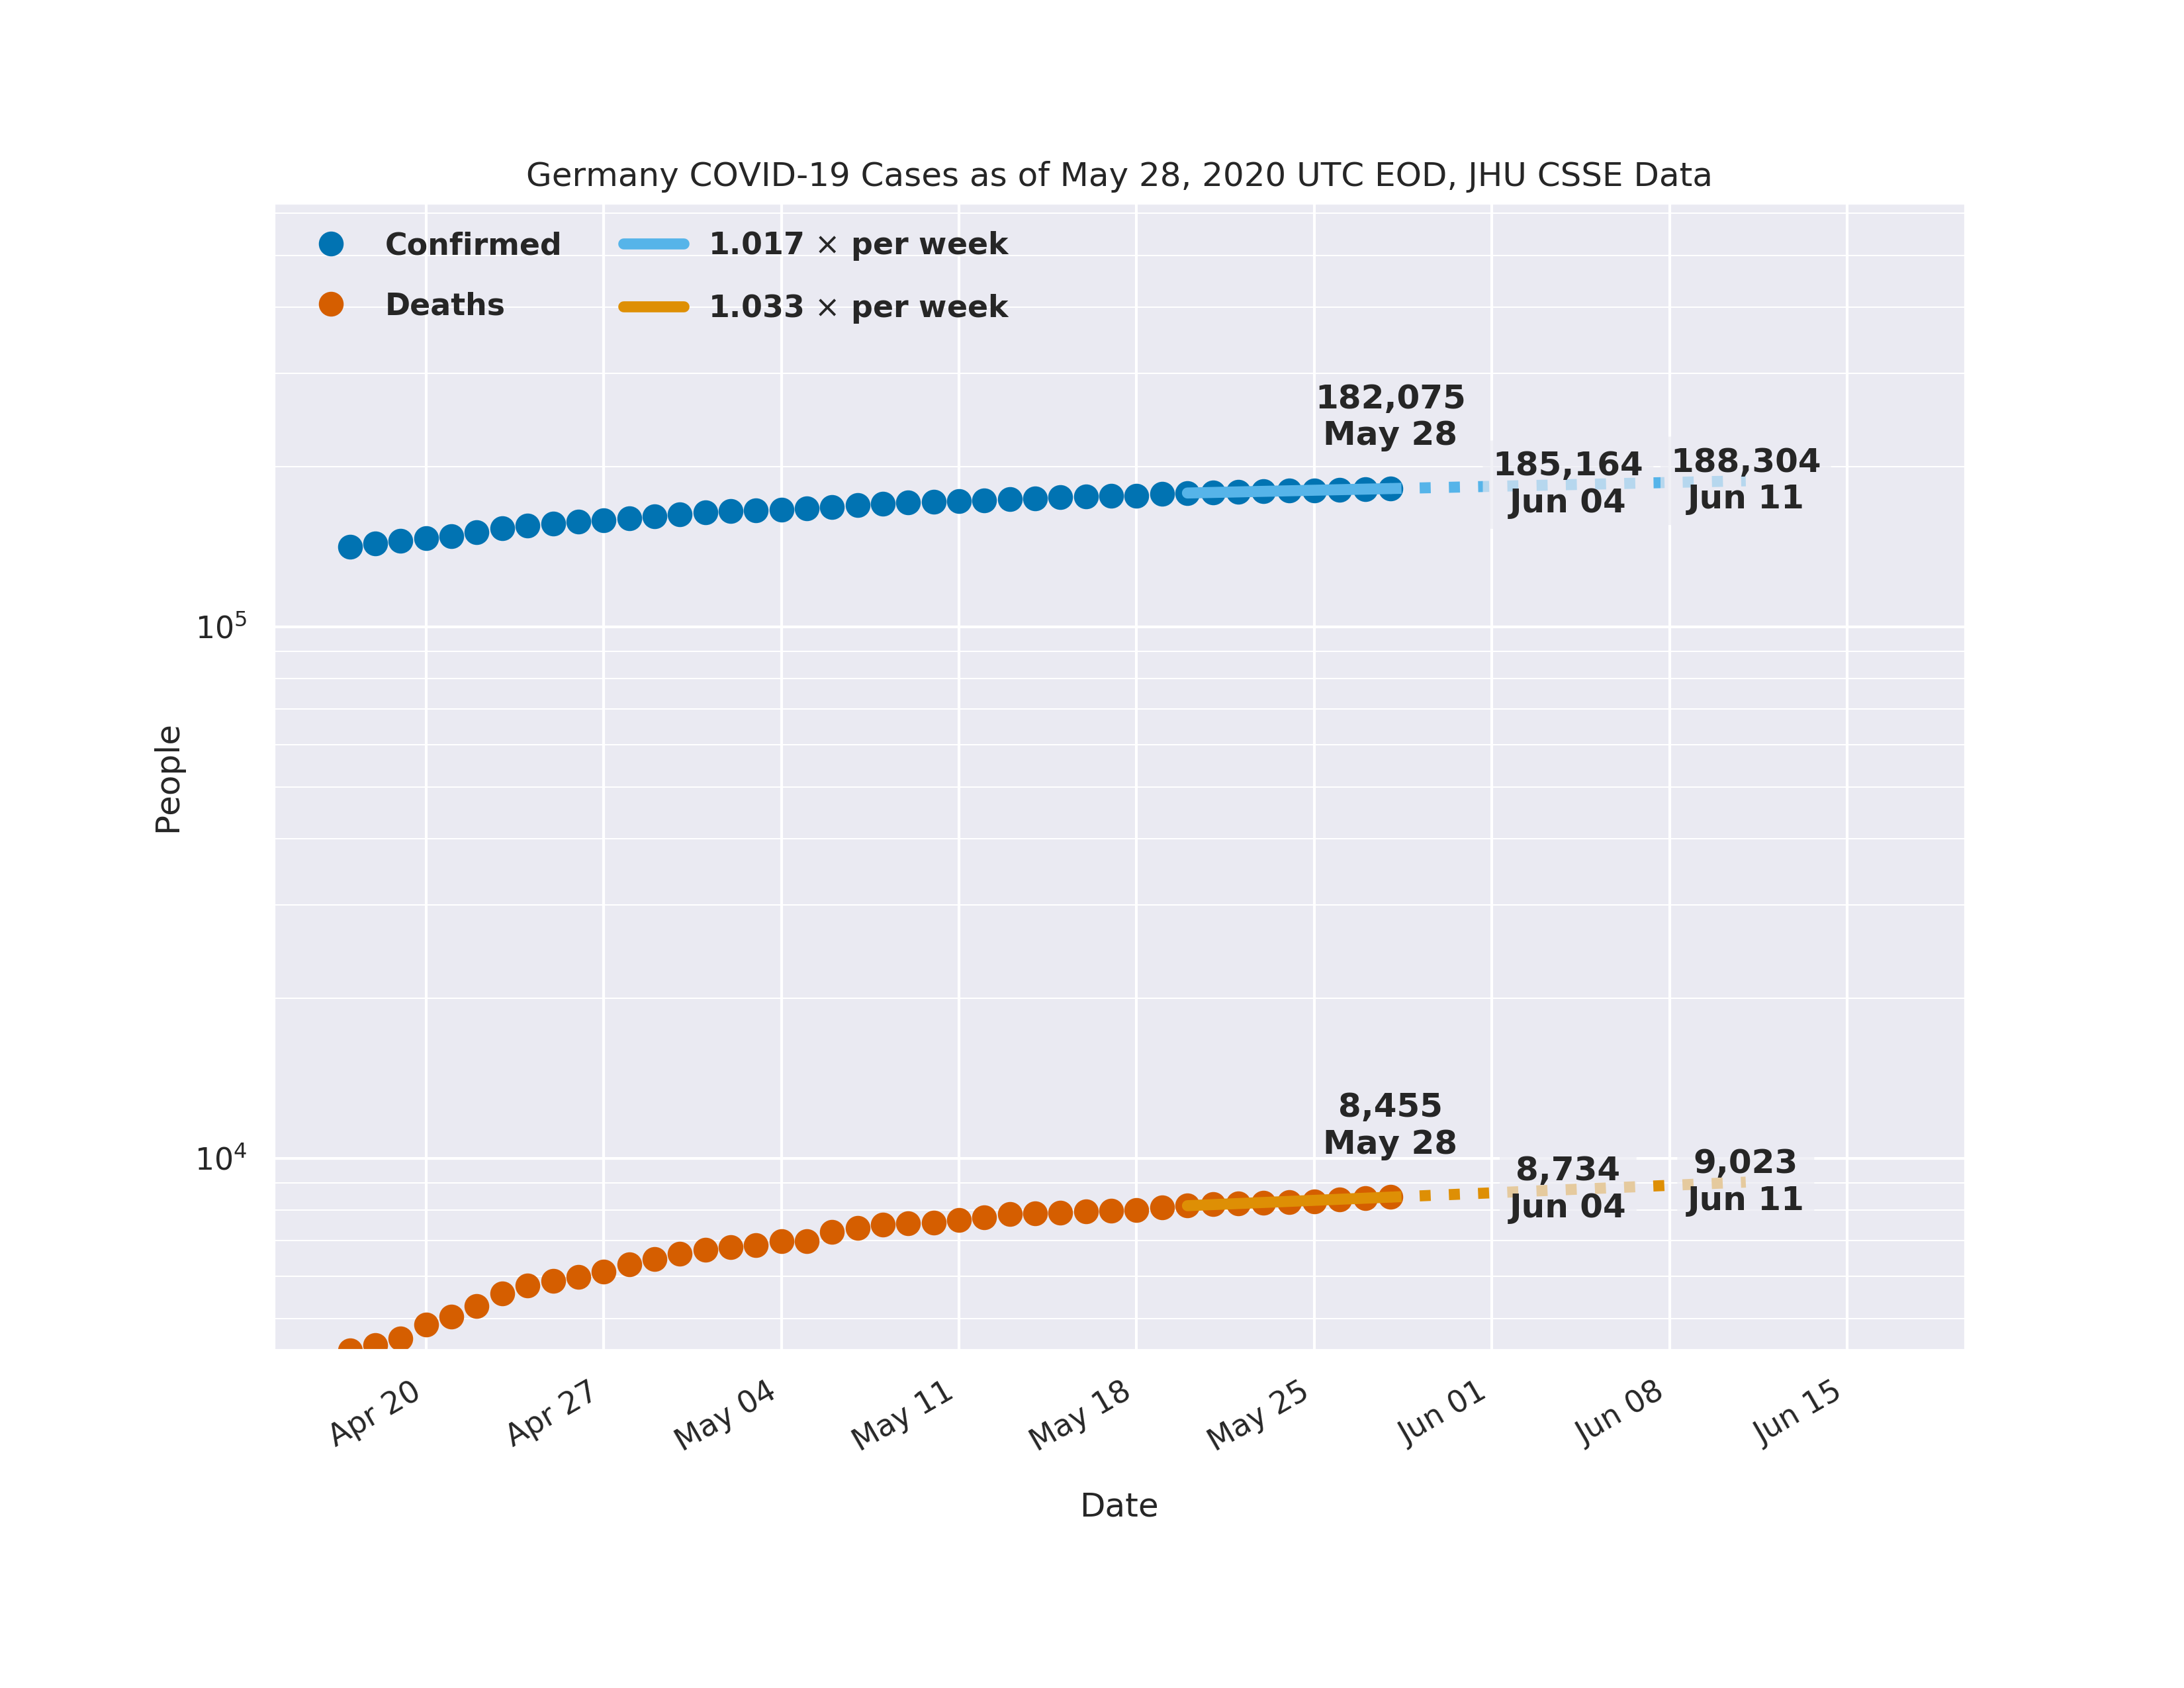 Germany COVID-19 Cases as of May 28, 2020 UTC EOD, JHU CSSE Data
Confirmed
Deaths
1.017 × per week
1.033 × per week
182,075
May 28
185,164
Jun 04
188,304
Jun 11
10⁵
People
8,455
May 28
10⁴
8,734
Jun 04
9,023
Jun 11
Apr 20
Apr 27
May 04
May 11
May 18
May 25
Jun 01
Jun 08
Jun 15
Date